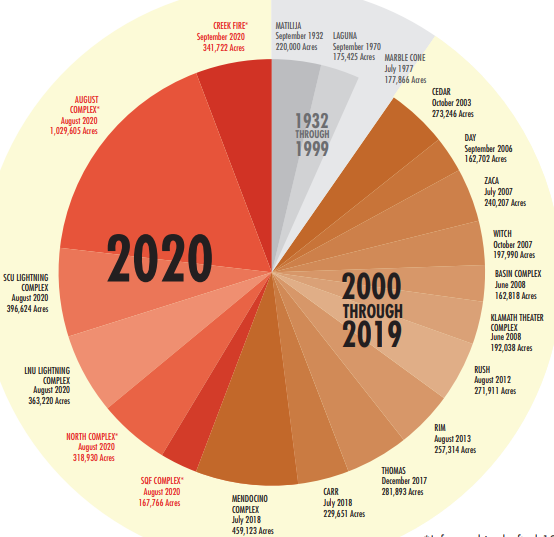 CREEK FIRE*
September 2020
341,722 Acres
MATILIJA
September 1932
220,000 Acres
LAGUNA
September 1970
175,425 Acres
MARBLE CONE
July 1977
177,866 Acres
CEDAR
October 2003
273,246 Acres
DAY
September 2006
162,702 Acres
ZACA
July 2007
240,207 Acres
WITCH
October 2007
197,990 Acres
BASIN COMPLEX
June 2008
162,818 Acres
KLAMATH THEATER
COMPLEX
June 2008
192,038 Acres
RUSH
August 2012
271,911 Acres
RIM
August 2013
257,314 Acres
THOMAS
December 2017
281,893 Acres
CARR
July 2018
229,651 Acres
MENDOCINO
COMPLEX
July 2018
459,123 Acres
SQF COMPLEX*
August 2020
167,766 Acres
NORTH COMPLEX*
August 2020
318,930 Acres
LNU LIGHTNING
COMPLEX
August 2020
363,220 Acres
SCU LIGHTNING
COMPLEX
August 2020
396,624 Acres
AUGUST
COMPLEX*
August 2020
1,029,605 Acres
1932
THROUGH
1999
2020
2000
THROUGH
2019